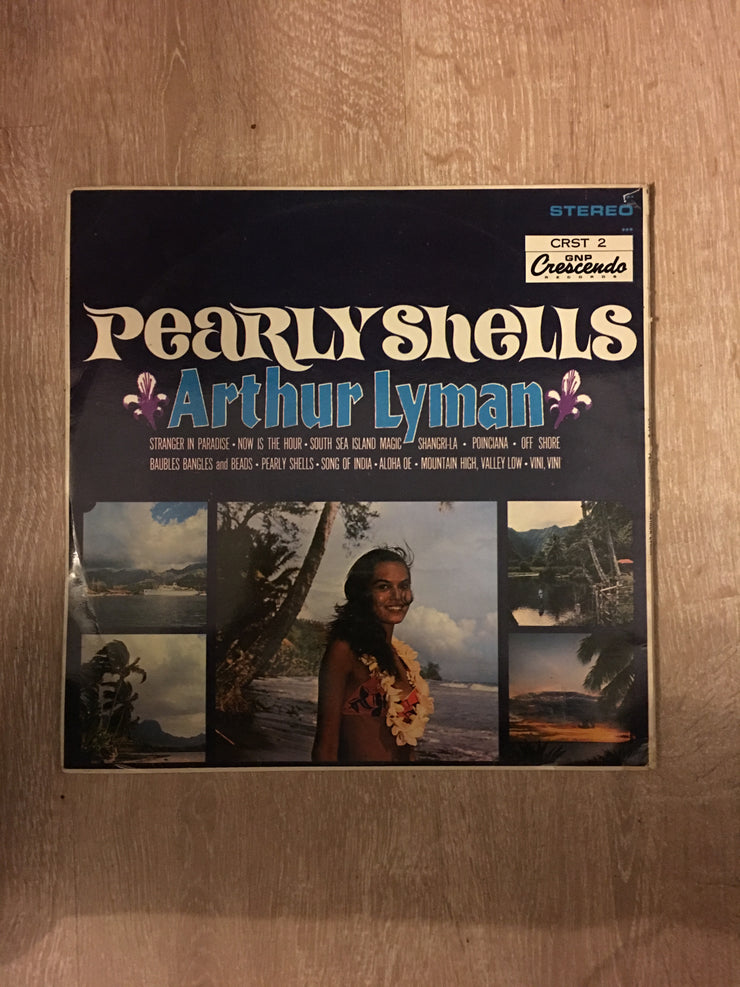 STEREO
CRST 2
GNP
Crescendo
RECORDS
PeaRLY SheLLS
Arthur Lyman
STRANGER IN PARADISE • NOW IS THE HOUR • SOUTH SEA ISLAND MAGIC SHANGRI-LA • POINCIANA • OFF SHORE
BAUBLES BANGLES and BEADS • PEARLY SHELLS • SONG OF INDIA • ALOHA OE • MOUNTAIN HIGH, VALLEY LOW • VINI, VINI